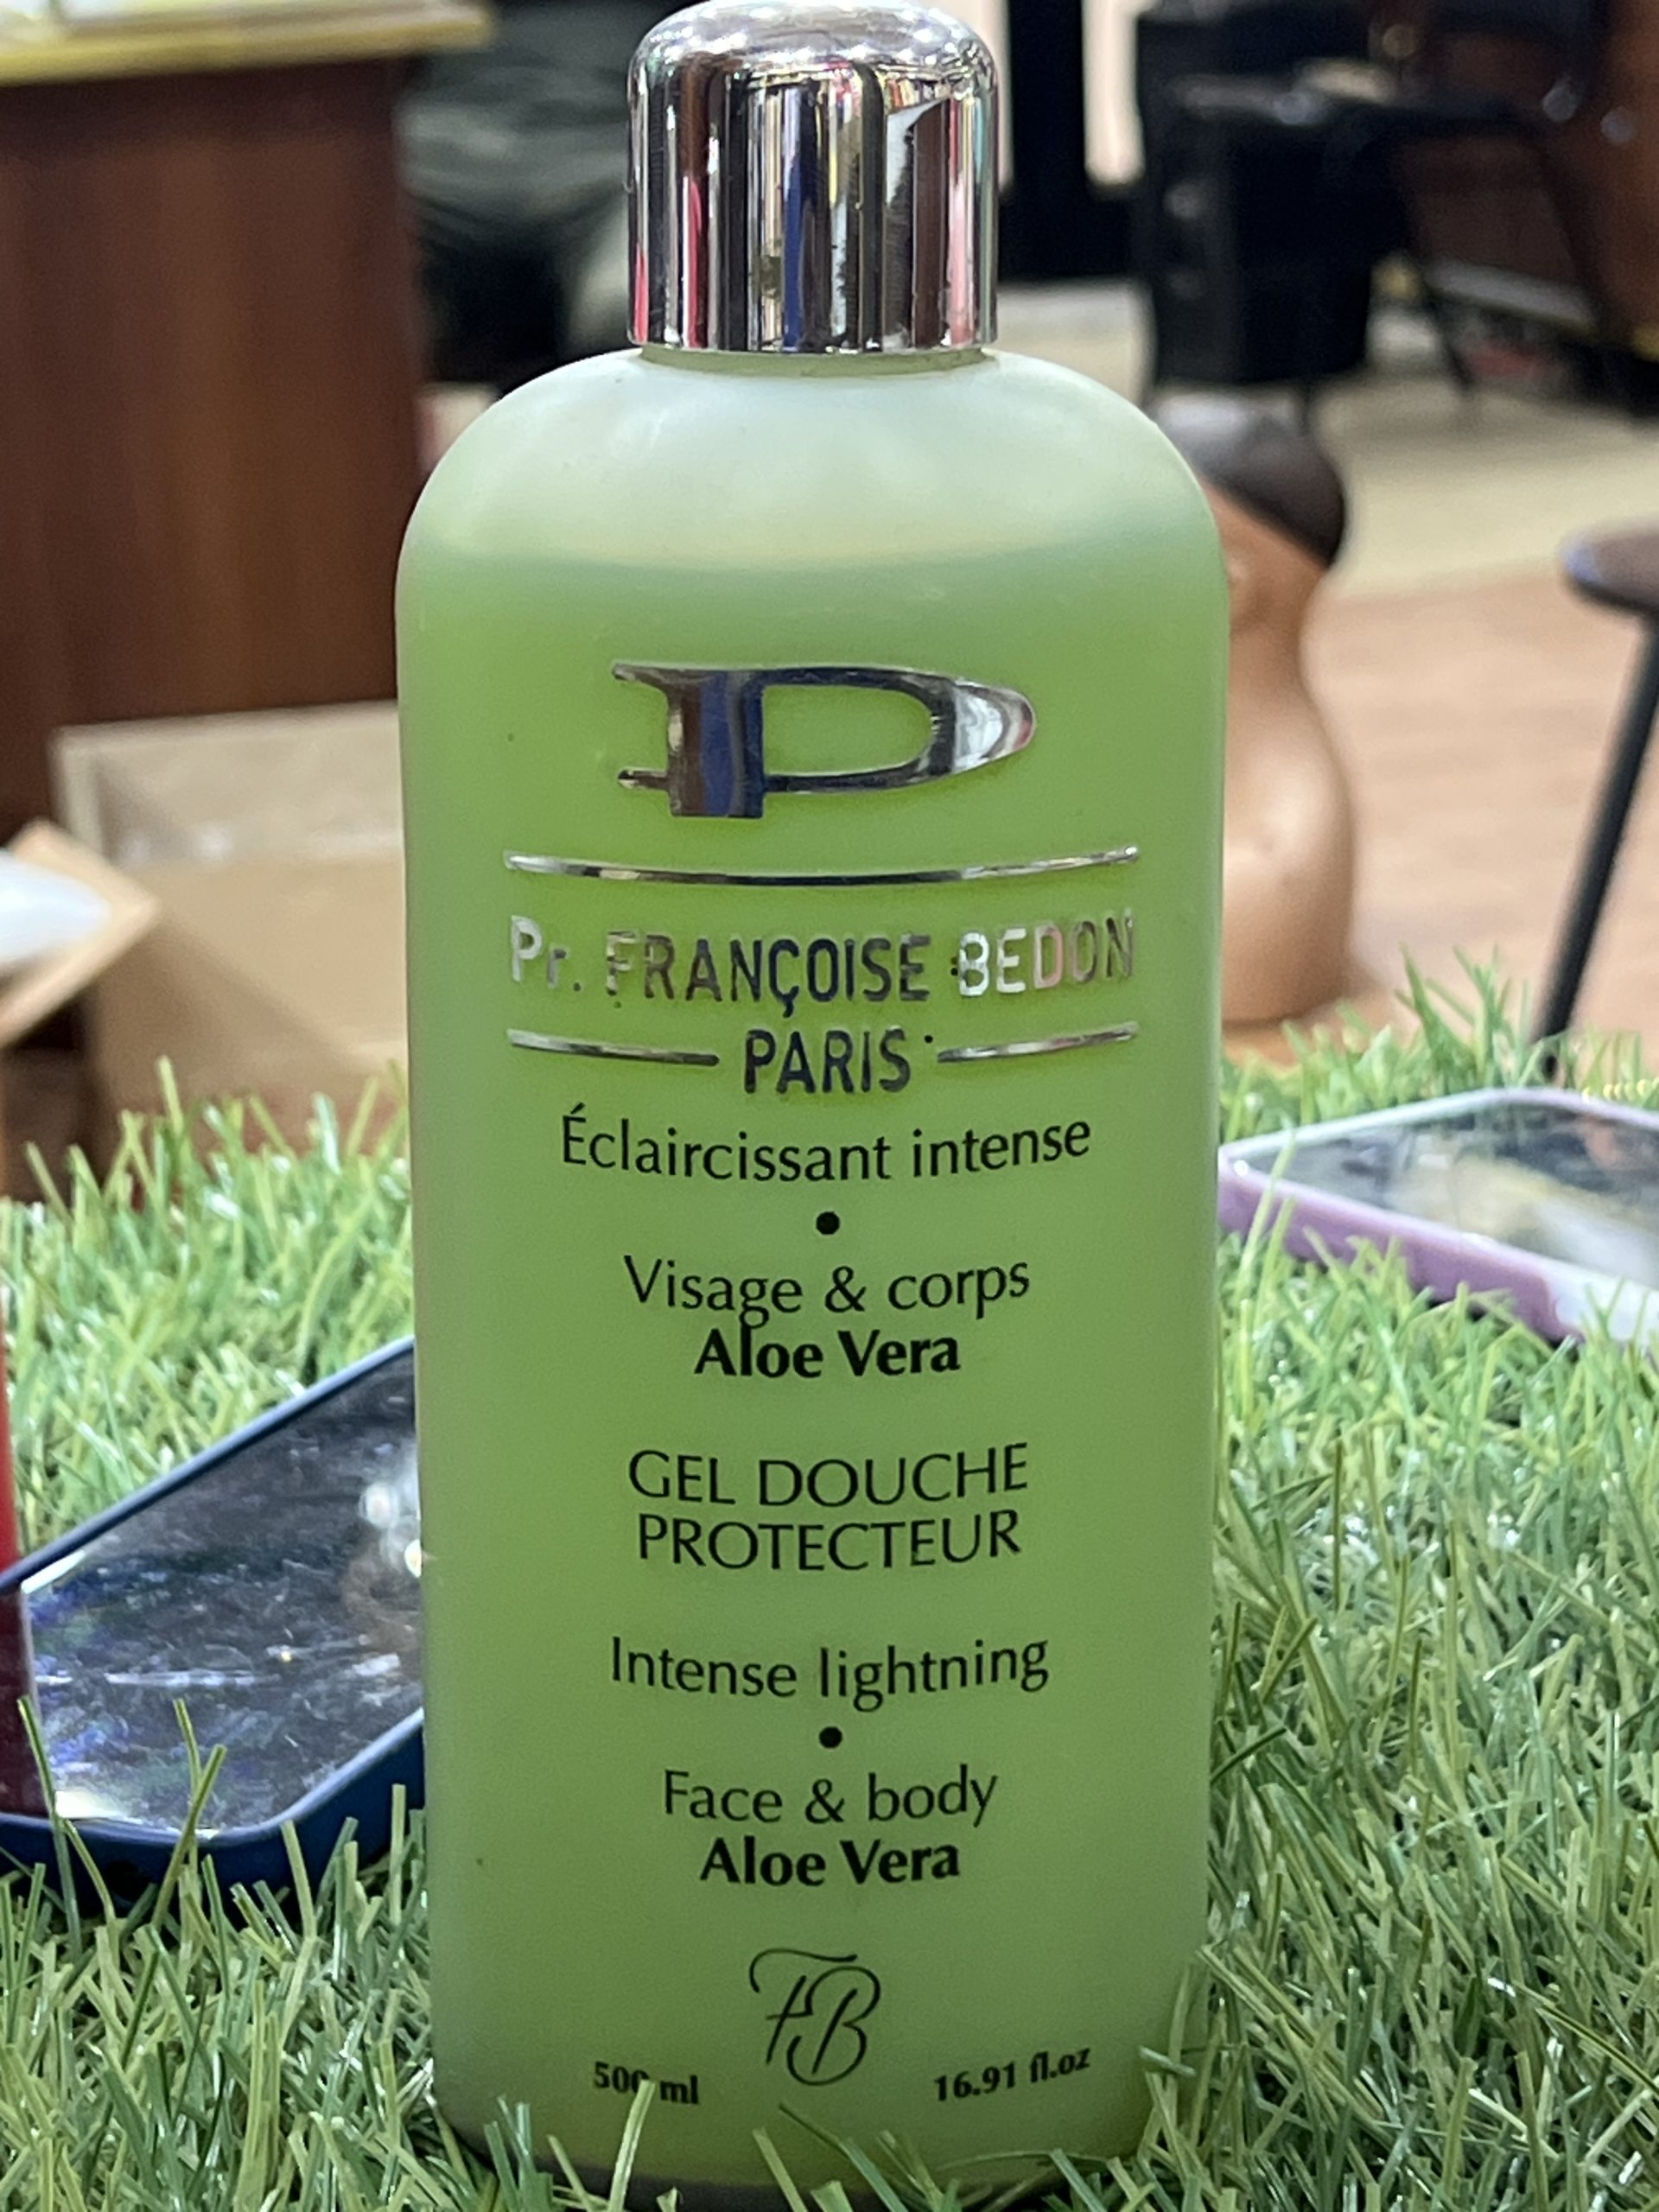 P
Pr. FRANÇOISE BEDON
PARIS
Éclaircissant intense
•
Visage & corps
Aloe Vera
GEL DOUCHE
PROTECTEUR
Intense lightning
•
Face & body
Aloe Vera
FB
500 ml 16.91 fl.oz